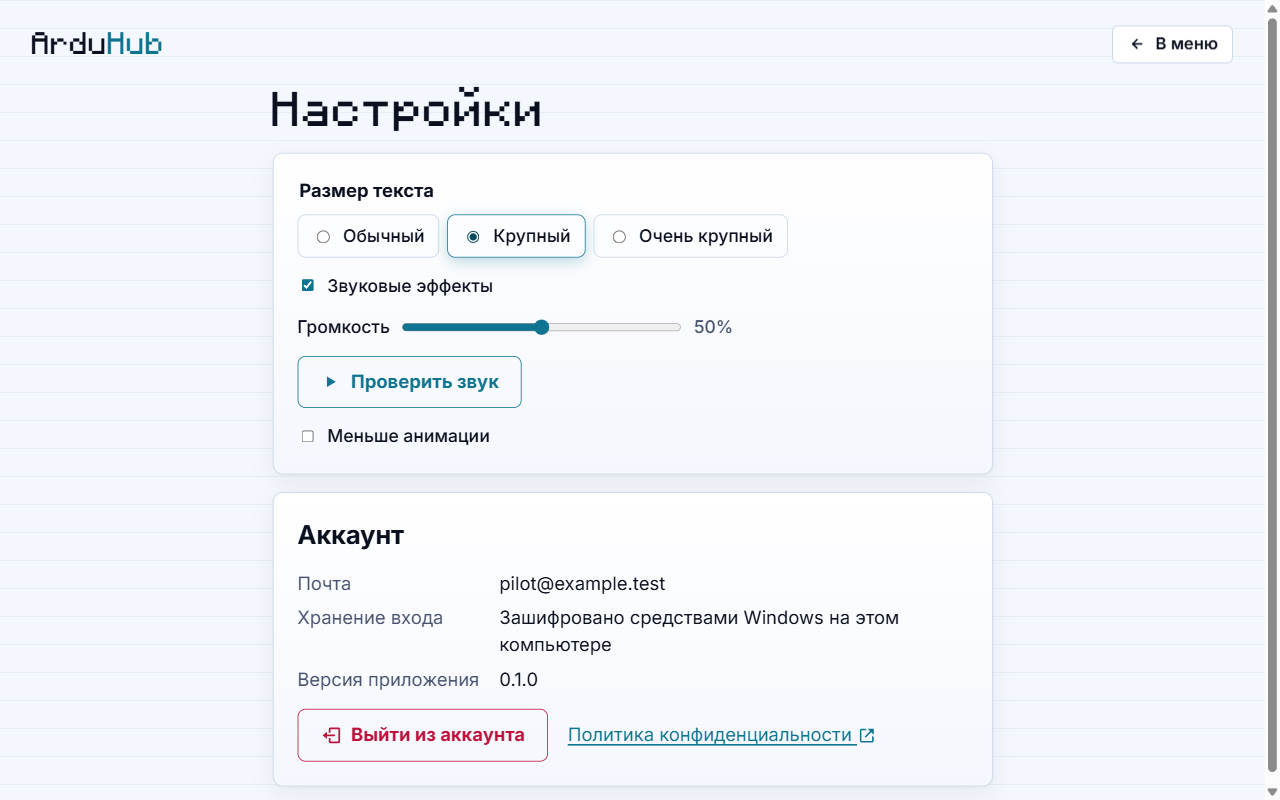 ArduHub
В меню
Настройки
Размер текста
Обычный
Крупный
Очень крупный
Звуковые эффекты
Громкость
50%
Проверить звук
Меньше анимации
Аккаунт
Почта
pilot@example.test
Хранение входа
Зашифровано средствами Windows на этом
компьютере
Версия приложения
0.1.0
Выйти из аккаунта
Политика конфиденциальности